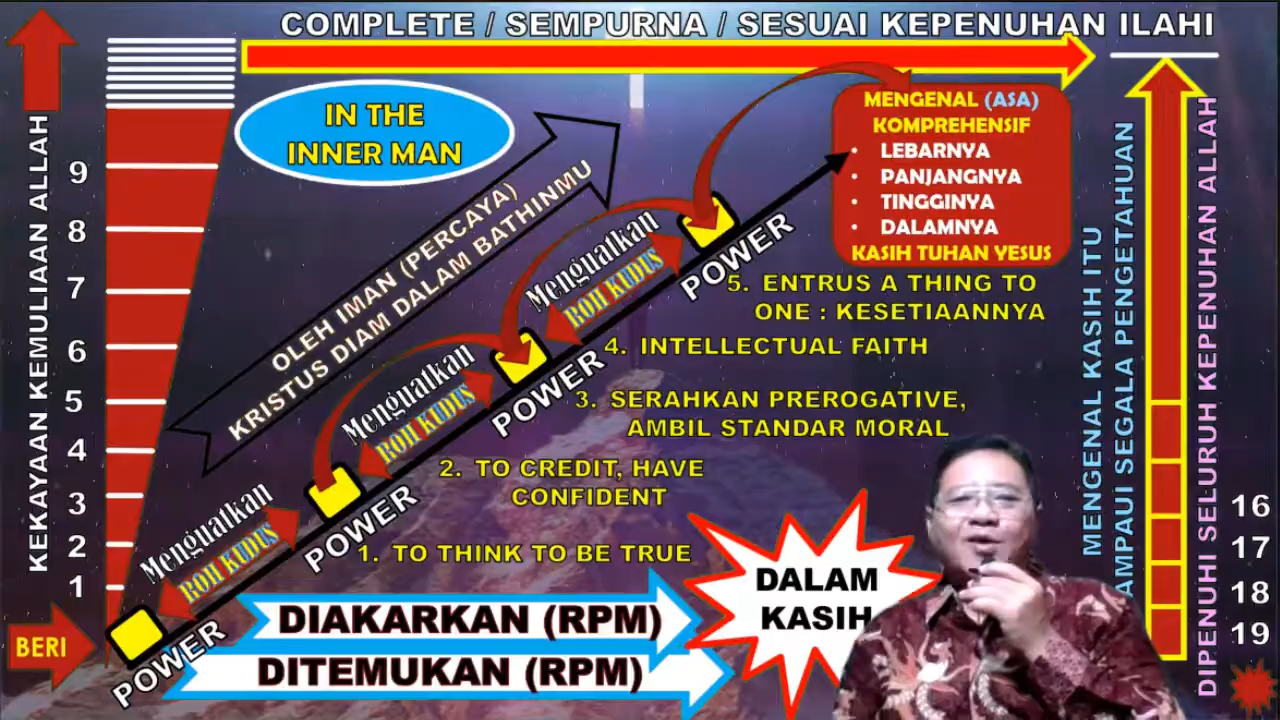 COMPLETE / SEMPURNA / SESUAI KEPENUHAN ILAHI
KEKAYAAN KEMULIAAN ALLAH
9
8
7
6
5
4
3
2
1
BERI
IN THE
INNER MAN
OLEH IMAN (PERCAYA)
KRISTUS DIAM DALAM BATHINMU
MENGENAL (ASA)
KOMPREHENSIF
• LEBARNYA
• PANJANGNYA
• TINGGINYA
• DALAMNYA
KASIH TUHAN YESUS
Menguatkan
ROH KUDUS
POWER
Menguatkan
ROH KUDUS
POWER
Menguatkan
ROH KUDUS
POWER
POWER
5. ENTRUS A THING TO
ONE : KESETIAANNYA
4. INTELLECTUAL FAITH
3. SERAHKAN PREROGATIVE,
AMBIL STANDAR MORAL
2. TO CREDIT, HAVE
CONFIDENT
1. TO THINK TO BE TRUE
DIAKARKAN (RPM)
DITEMUKAN (RPM)
DALAM
KASIH
MENGENAL KASIH ITU
AMPAUI SEGALA PENGETAHUAN
DIPENUHI SELURUH KEPENUHAN ALLAH
16
17
18
19